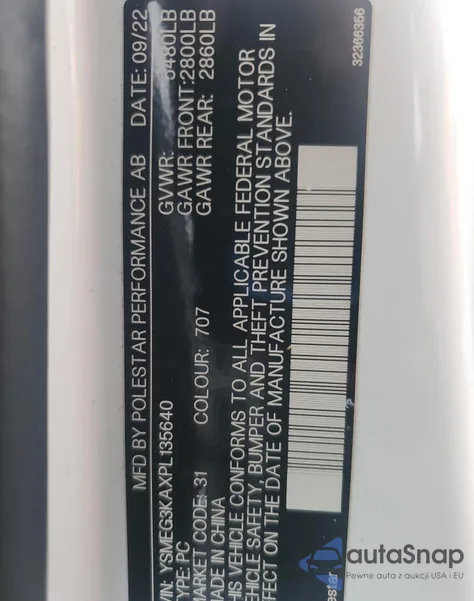 MFD BY POLESTAR PERFORMANCE AB DATE: 09/22
VIN: YSMEG3KAXPL135640 GVWR: 5480LB
TYPE: PC GAWR FRONT:2800LB
MARKET CODE: 31 COLOUR: 707 GAWR REAR: 2860LB
MADE IN CHINA
THIS VEHICLE CONFORMS TO ALL APPLICABLE FEDERAL MOTOR
VEHICLE SAFETY, BUMPER AND THEFT PREVENTION STANDARDS IN
EFFECT ON THE DATE OF MANUFACTURE SHOWN ABOVE.
32366356
estar
autaSnap
Pewne auta z aukcji USA i EU